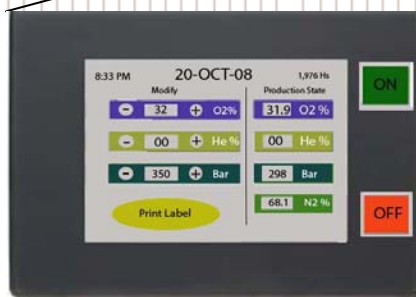 8:33 PM 20-OCT-08 1,976 Hs
Modify Production State
- 32 + O2% 31.9 O2 %
- 00 + He % 00 He %
- 350 + Bar 298 Bar
Print Label 68.1 N2 %
ON
OFF